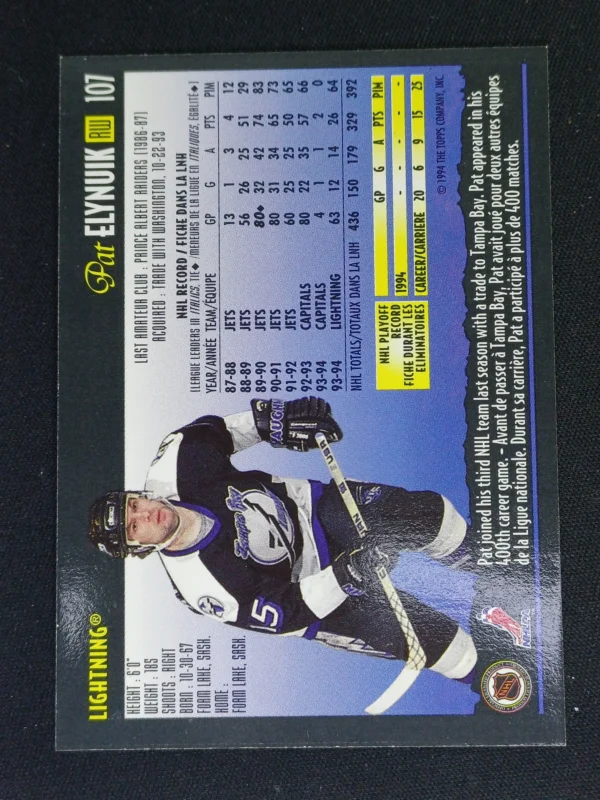 LIGHTNING®
Pat ELYNUIK RW 107
HEIGHT : 6'0"
WEIGHT : 185
SHOOTS : RIGHT
BORN : 10-30-67
FOAM LAKE, SASK.
HOME :
FOAM LAKE, SASK.
LAST AMATEUR CLUB : PRINCE ALBERT RAIDERS (1986-87)
ACQUIRED : TRADE WITH WASHINGTON, 10-22-93
NHL RECORD / FICHE DANS LA LNH
(LEAGUE LEADERS IN ITALICS, TIE♦/MENEURS DE LA LIGUE EN ITALIQUES, ÉGALITÉ♦)
YEAR/ANNÉE TEAM/ÉQUIPE GP G A PTS PIM
87-88 JETS 13 1 3 4 12
88-89 JETS 56 26 25 51 29
89-90 JETS 80♦ 32 42 74 83
90-91 JETS 80 31 34 65 73
91-92 JETS 60 25 25 50 65
92-93 CAPITALS 80 22 35 57 66
93-94 CAPITALS 4 1 1 2 0
93-94 LIGHTNING 63 12 14 26 64
NHL TOTALS/TOTAUX DANS LA LNH 436 150 179 329 392
NHL PLAYOFF RECORD
FICHE DURANT LES ÉLIMINATOIRES
GP G A PTS PIM
1994 - - - - -
CAREER/CARRIÈRE 20 6 9 15 25
© 1994 THE TOPPS COMPANY, INC.
Pat joined his third NHL team last season with a trade to Tampa Bay. Pat appeared in his
400th career game. - Avant de passer à Tampa Bay, Pat avait joué pour deux autres équipes
de la Ligue nationale. Durant sa carrière, Pat a participé à plus de 400 matches.
Tampa Bay
15
VAUGHN
NHLPA
NHL